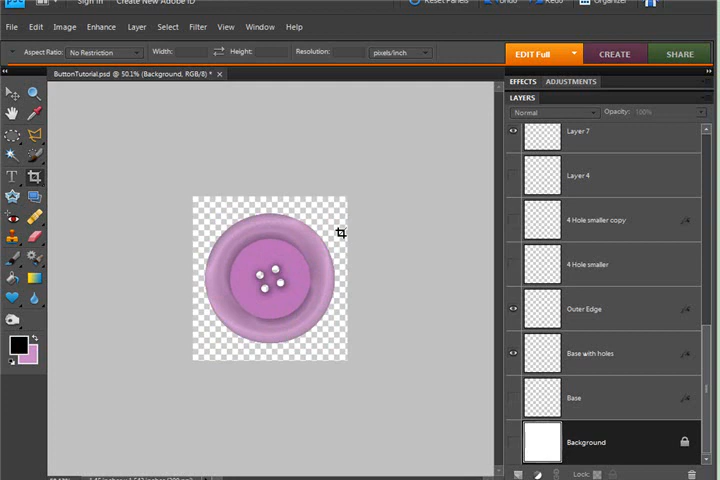 Sign In Create New Adobe ID Reset Panels Undo Redo Organizer
File Edit Image Enhance Layer Select Filter View Window Help
Aspect Ratio: No Restriction Width: Height: Resolution: pixels/inch EDIT Full CREATE SHARE
ButtonTutorial.psd @ 50.1% (Background, RGB/8) * ×
EFFECTS ADJUSTMENTS
LAYERS
Normal Opacity: 100%
Layer 7
Layer 4
4 Hole smaller copy
4 Hole smaller
Outer Edge
Base with holes
Base
Background
Lock: